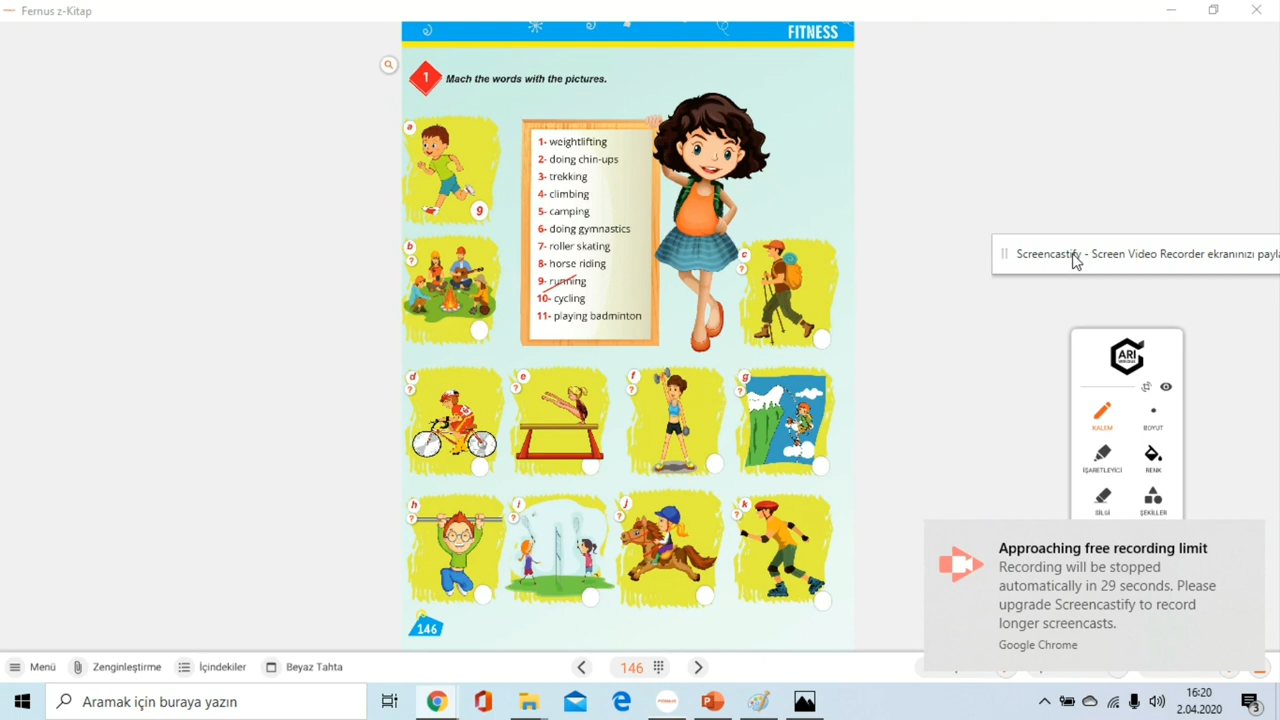 Fernus z-Kitap
FITNESS
1
Mach the words with the pictures.
a
g
1- weightlifting
2- doing chin-ups
3- trekking
4- climbing
5- camping
6- doing gymnastics
7- roller skating
8- horse riding
9- running
10- cycling
11- playing badminton
b
?
c
?
Screencastify - Screen Video Recorder ekranınızı payla
d
?
e
?
f
?
g
?
ARI
KALEM
BOYUT
İŞARETLEYİCİ
RENK
SİLGİ
ŞEKİLLER
h
?
i
?
j
?
k
?
Approaching free recording limit
Recording will be stopped
automatically in 29 seconds. Please
upgrade Screencastify to record
longer screencasts.
Google Chrome
146
Menü
Zenginleştirme
İçindekiler
Beyaz Tahta
146
Aramak için buraya yazın
16:20
2.04.2020
3